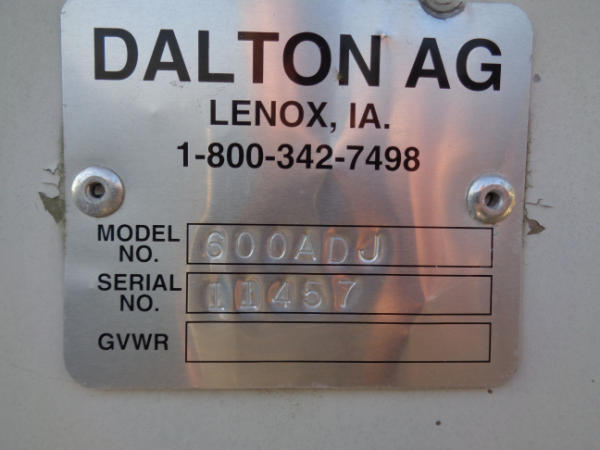 DALTON AG
LENOX, IA.
1-800-342-7498
MODEL NO. 600ADJ
SERIAL NO. 11457
GVWR